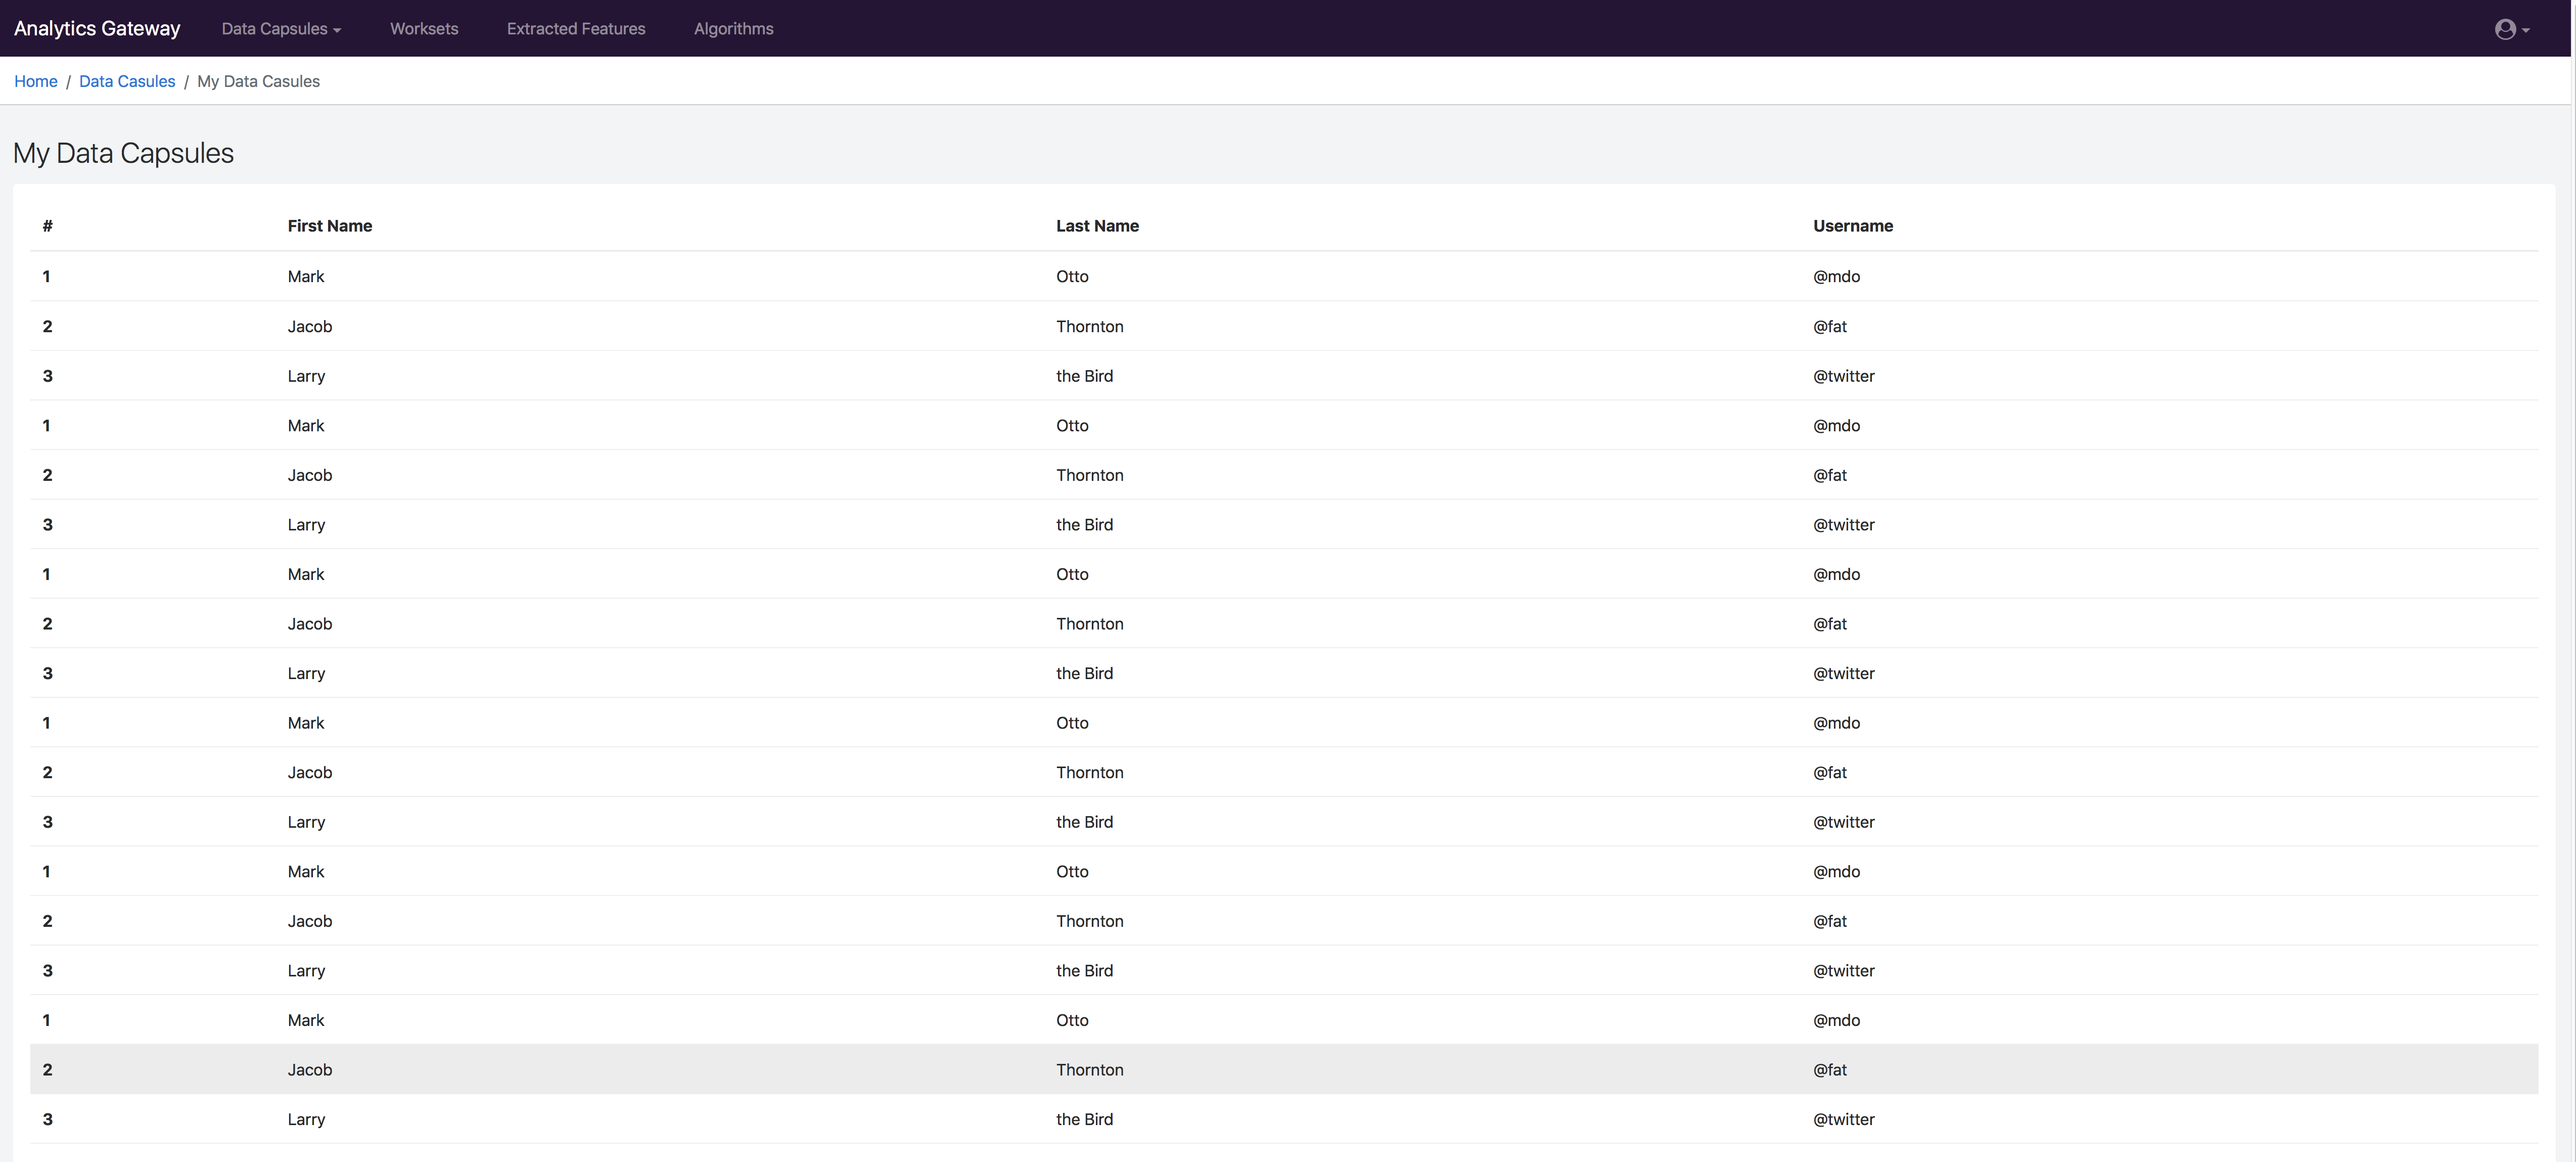 Analytics Gateway Data Capsules Worksets Extracted Features Algorithms
Home / Data Casules / My Data Casules
My Data Capsules
# First Name Last Name Username
1 Mark Otto @mdo
2 Jacob Thornton @fat
3 Larry the Bird @twitter
1 Mark Otto @mdo
2 Jacob Thornton @fat
3 Larry the Bird @twitter
1 Mark Otto @mdo
2 Jacob Thornton @fat
3 Larry the Bird @twitter
1 Mark Otto @mdo
2 Jacob Thornton @fat
3 Larry the Bird @twitter
1 Mark Otto @mdo
2 Jacob Thornton @fat
3 Larry the Bird @twitter
1 Mark Otto @mdo
2 Jacob Thornton @fat
3 Larry the Bird @twitter